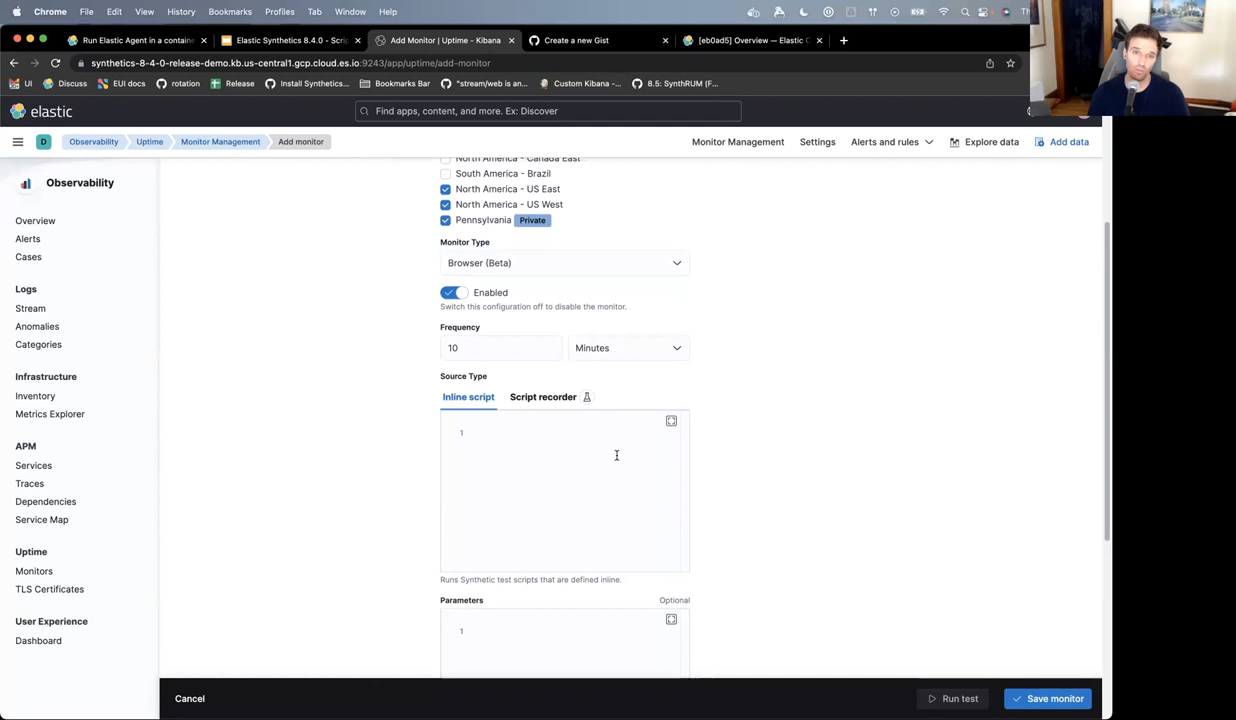 Chrome File Edit View History Bookmarks Profiles Tab Window Help
Run Elastic Agent in a containe
Elastic Synthetics 8.4.0 - Scri
Add Monitor | Uptime - Kibana
Create a new Gist
[eb0ad5] Overview — Elastic C
synthetics-8-4-0-release-demo.kb.us-central1.gcp.cloud.es.io:9243/app/uptime/add-monitor
UI Discuss EUI docs rotation Release Install Synthetics... Bookmarks Bar "stream/web is an... Custom Kibana -... 8.5: SynthRUM (F...
elastic
Find apps, content, and more. Ex: Discover
D Observability Uptime Monitor Management Add monitor
Monitor Management Settings Alerts and rules Explore data Add data
Observability
Overview
Alerts
Cases
Logs
Stream
Anomalies
Categories
Infrastructure
Inventory
Metrics Explorer
APM
Services
Traces
Dependencies
Service Map
Uptime
Monitors
TLS Certificates
User Experience
Dashboard
North America - Canada East
South America - Brazil
North America - US East
North America - US West
Pennsylvania Private
Monitor Type
Browser (Beta)
Enabled
Switch this configuration off to disable the monitor.
Frequency
10 Minutes
Source Type
Inline script Script recorder
1
Runs Synthetic test scripts that are defined inline.
Parameters Optional
1
Cancel
Run test
Save monitor